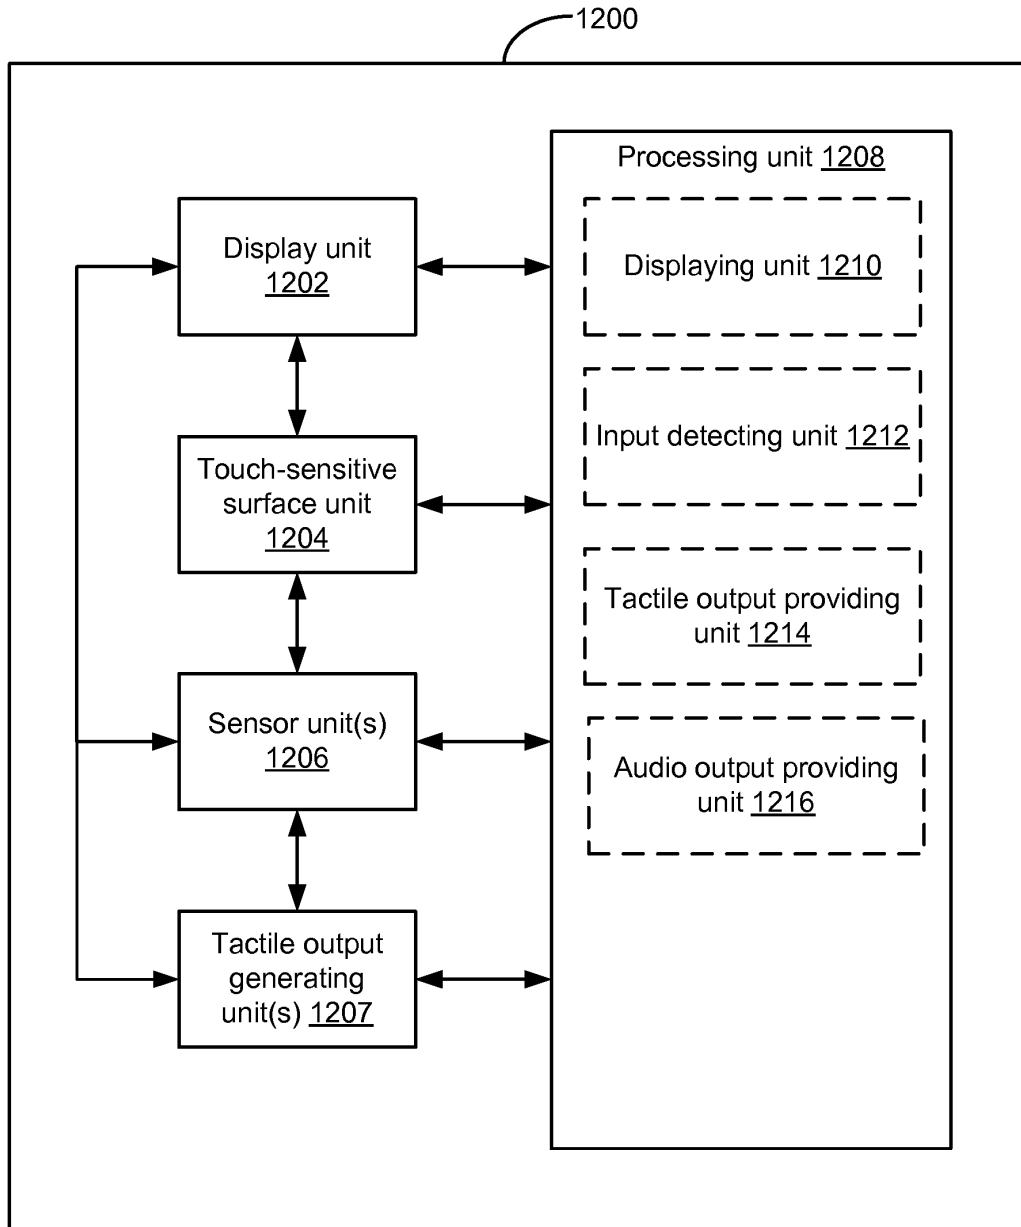 1200
Processing unit 1208
Display unit
1202
Displaying unit 1210
Touch-sensitive
surface unit
1204
Input detecting unit 1212
Tactile output providing
unit 1214
Sensor unit(s)
1206
Audio output providing
unit 1216
Tactile output
generating
unit(s) 1207